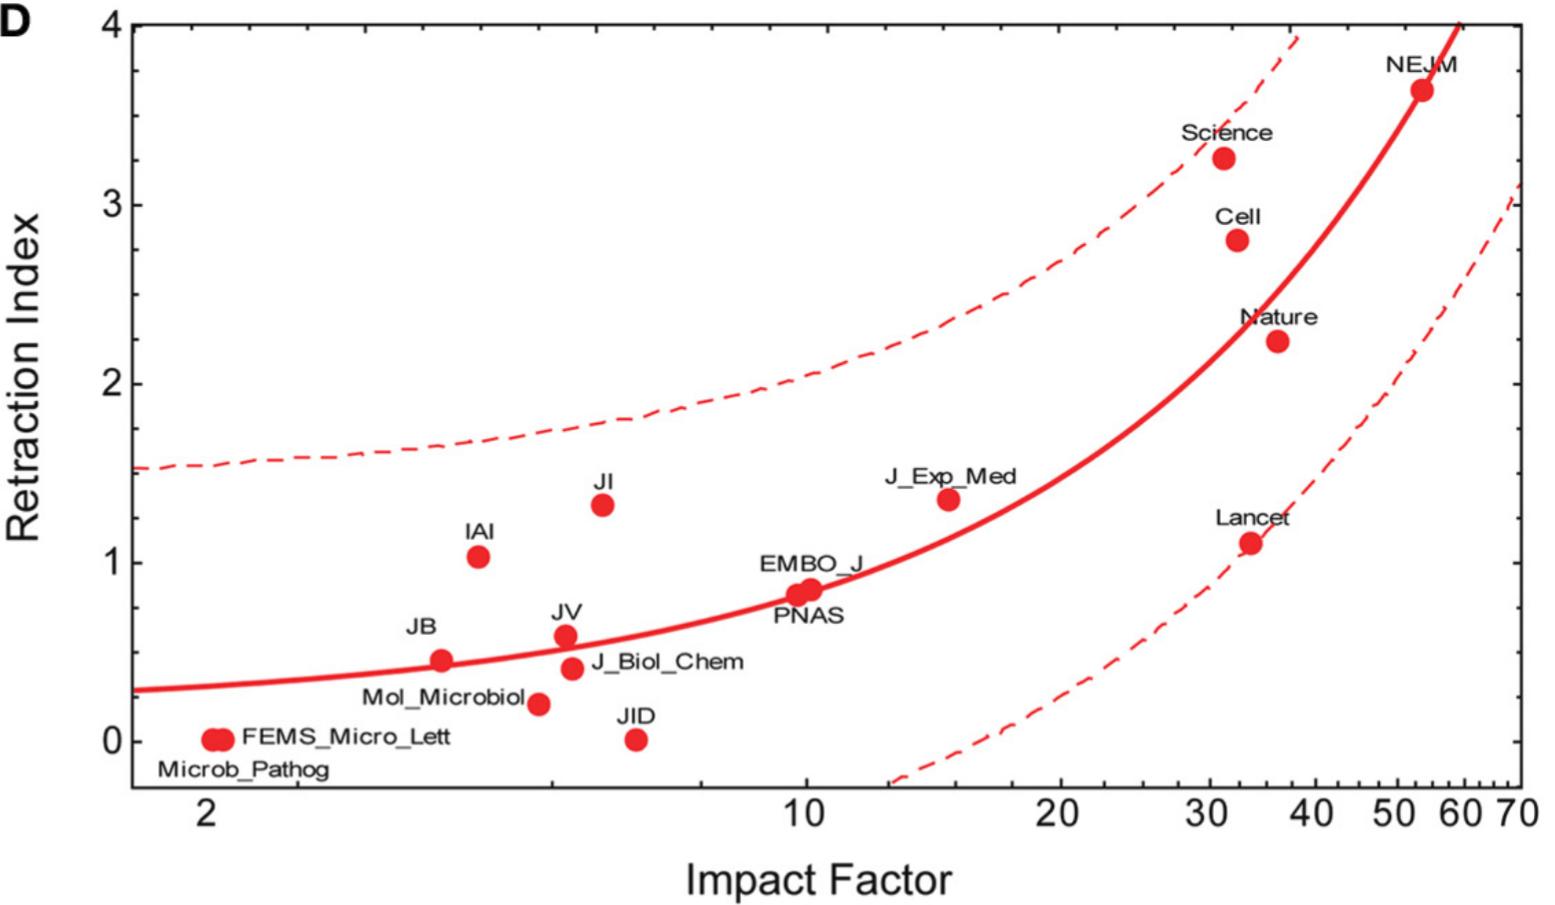 D
4
NEJM
Science
3
Cell
Nature
2
JI
J_Exp_Med
IAI
Lancet
1
EMBO_J
PNAS
JV
JB
J_Biol_Chem
Mol_Microbiol
JID
0
FEMS_Micro_Lett
Microb_Pathog
Retraction Index
2 10 20 30 40 50 60 70
Impact Factor